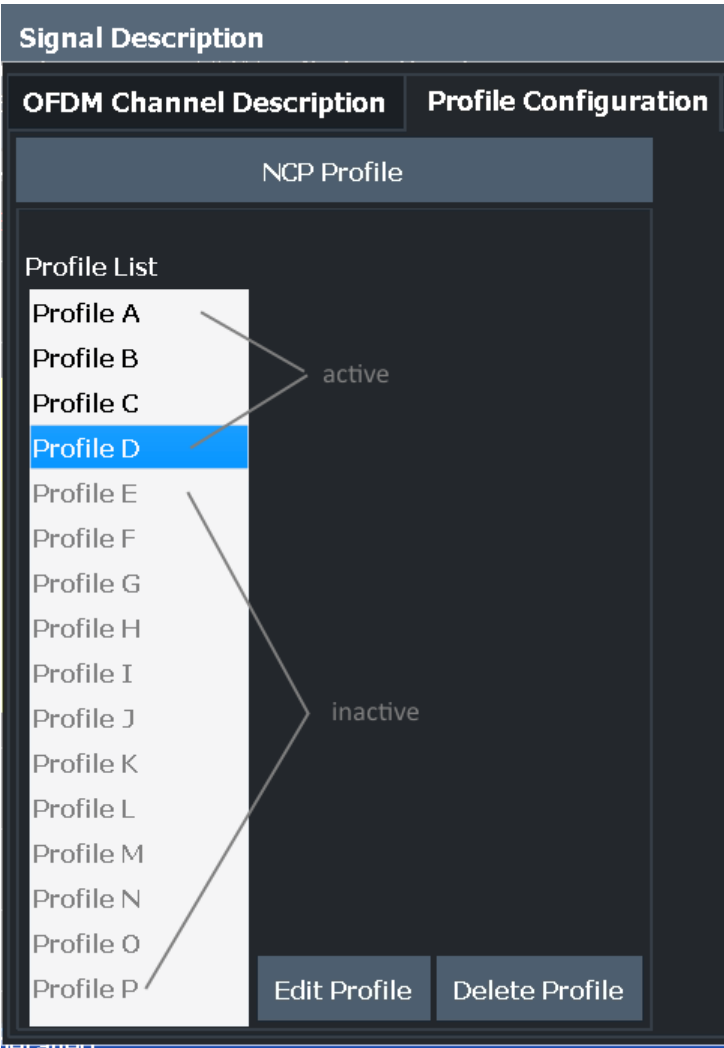 Signal Description
OFDM Channel Description
Profile Configuration
NCP Profile
Profile List
Profile A
Profile B
active
Profile C
Profile D
Profile E
Profile F
Profile G
Profile H
Profile I
Profile J
inactive
Profile K
Profile L
Profile M
Profile N
Profile O
Profile P
Edit Profile
Delete Profile